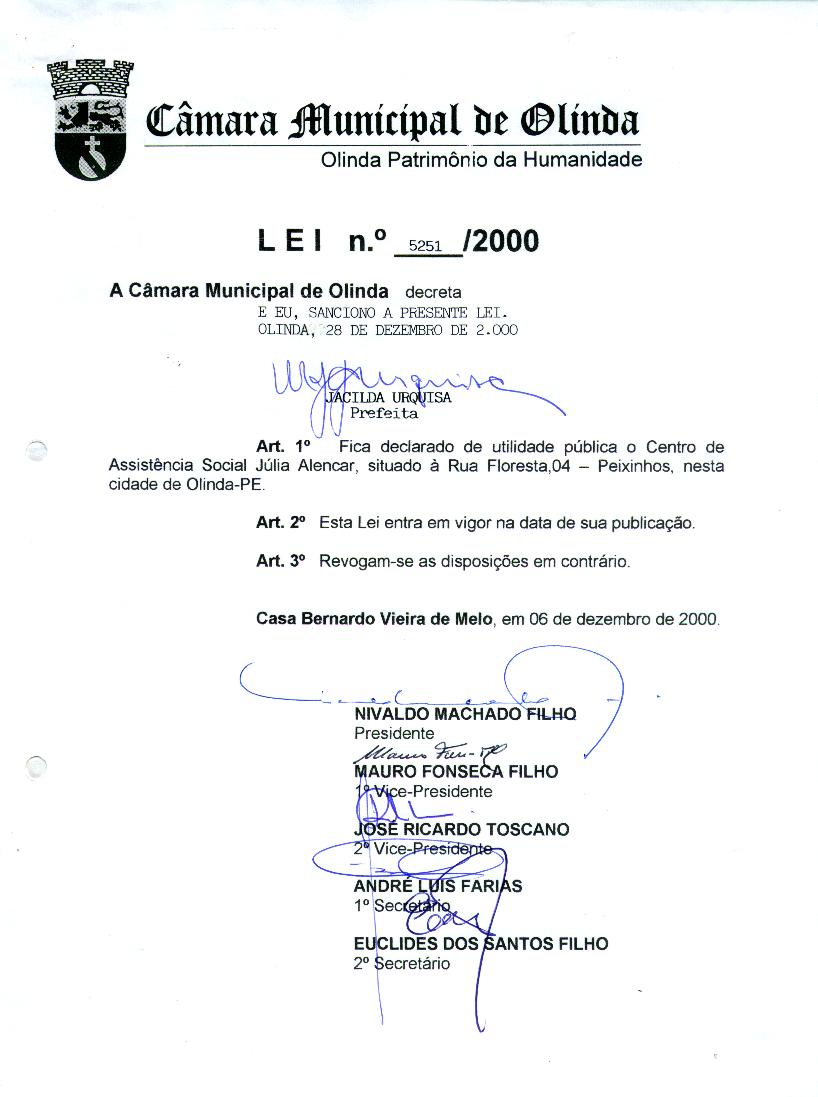 Câmara Municipal de Olinda
Olinda Patrimônio da Humanidade
LEI n.º 5251 /2000
A Câmara Municipal de Olinda decreta
E EU, SANCIONO A PRESENTE LEI.
OLINDA, 28 DE DEZEMBRO DE 2.000
JACILDA URQUISA
Prefeita
Art. 1º Fica declarado de utilidade pública o Centro de
Assistência Social Júlia Alencar, situado à Rua Floresta,04 – Peixinhos, nesta
cidade de Olinda-PE.
Art. 2º Esta Lei entra em vigor na data de sua publicação.
Art. 3º Revogam-se as disposições em contrário.
Casa Bernardo Vieira de Melo, em 06 de dezembro de 2000.
NIVALDO MACHADO FILHO
Presidente
MAURO FONSECA FILHO
1º Vice-Presidente
JOSÉ RICARDO TOSCANO
2º Vice-Presidente
ANDRÉ LUIS FARIAS
1º Secretário
EUCLIDES DOS SANTOS FILHO
2º Secretário